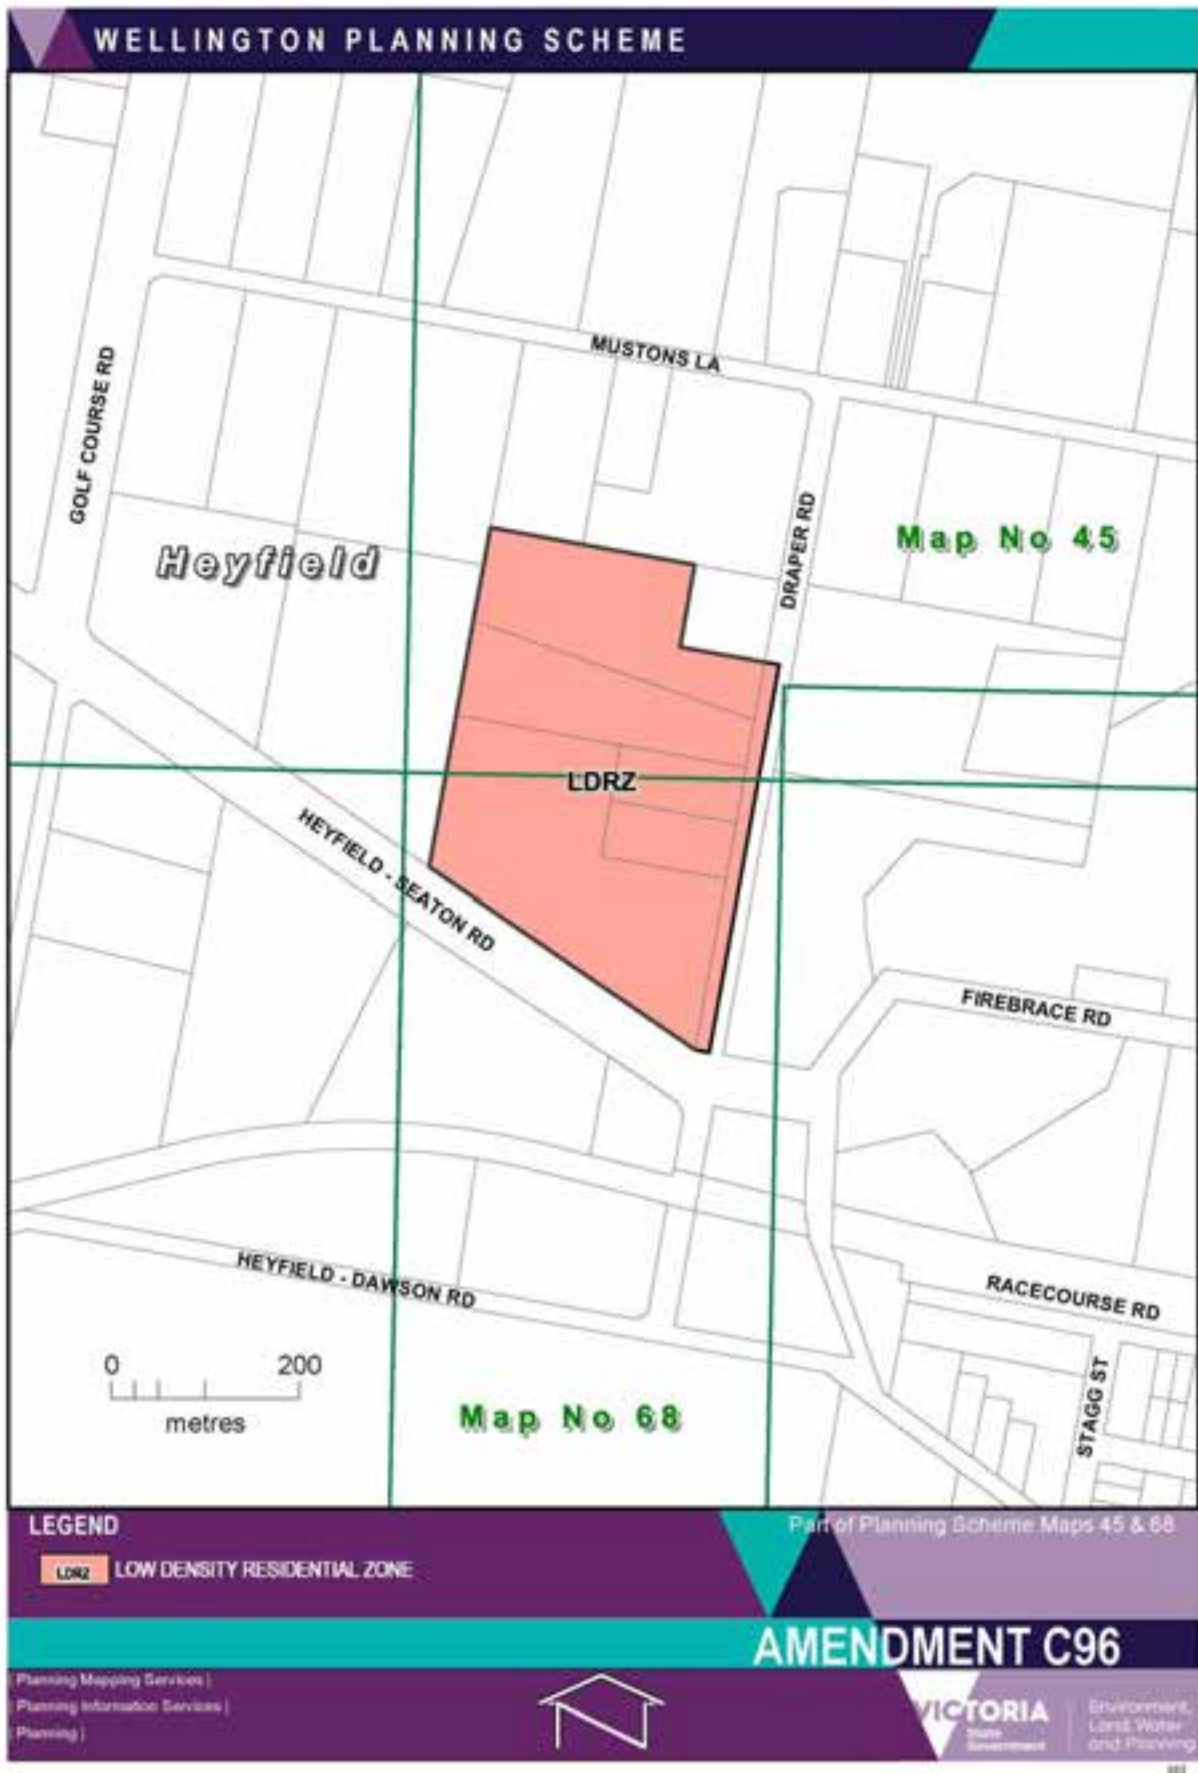 WELLINGTON PLANNING SCHEME
MUSTONS LA
GOLF COURSE RD
Heyfield
DRAPER RD
Map No 45
LDRZ
HEYFIELD - SEATON RD
FIREBRACE RD
HEYFIELD - DAWSON RD
RACECOURSE RD
STAGG ST
0 200
metres
Map No 68
LEGEND
LDRZ LOW DENSITY RESIDENTIAL ZONE
Part of Planning Scheme Maps 45 & 68
AMENDMENT C96
| Planning Mapping Services |
| Planning Information Services |
| Planning |
VICTORIA
State
Government
Environment,
Land, Water
and Planning